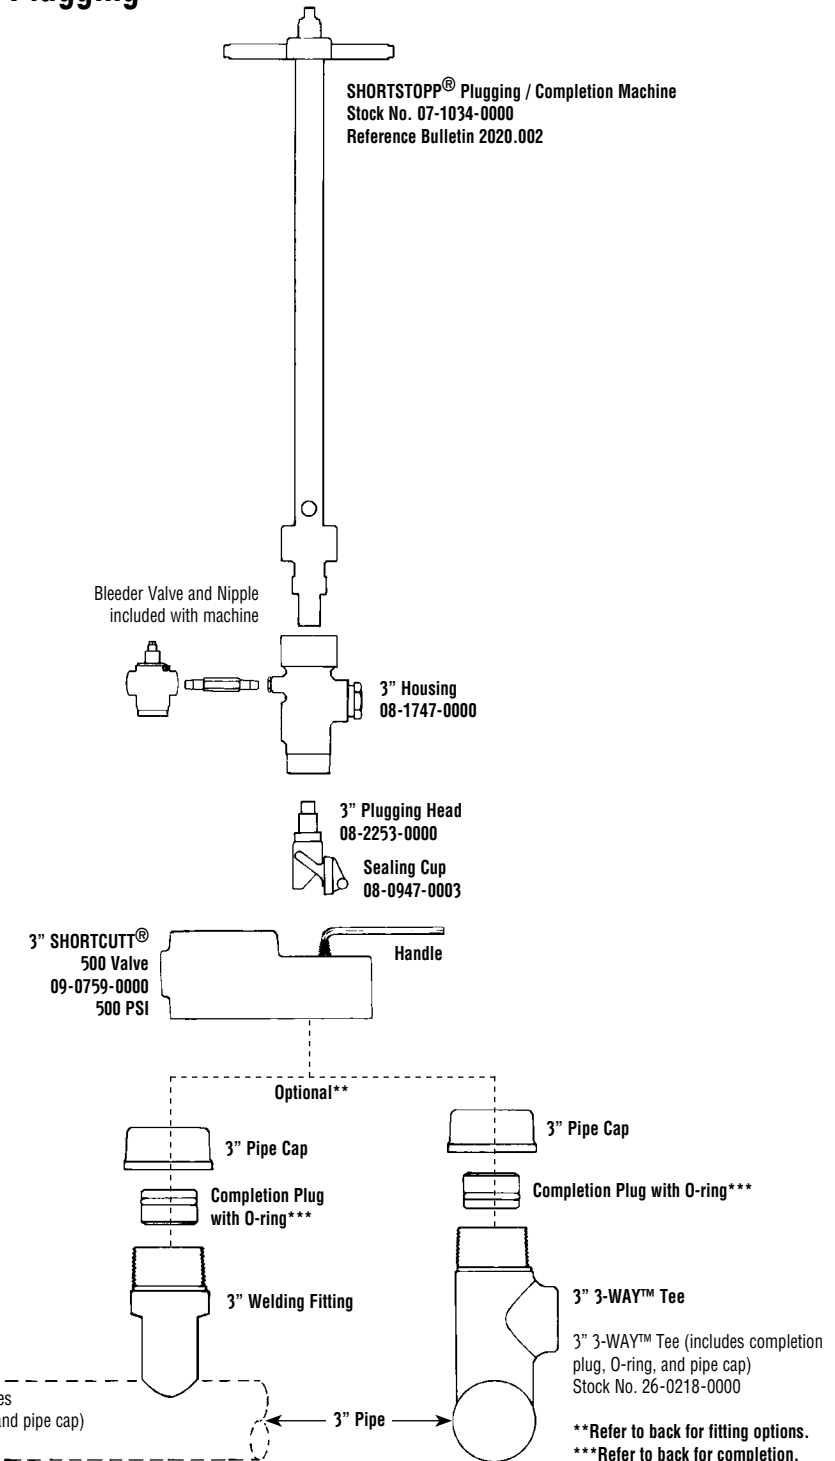 Plugging
SHORTSTOPP® Plugging / Completion Machine
Stock No. 07-1034-0000
Reference Bulletin 2020.002
Bleeder Valve and Nipple
included with machine
3” Housing
08-1747-0000
3” Plugging Head
08-2253-0000
Sealing Cup
08-0947-0003
3” SHORTCUTT®
500 Valve
09-0759-0000
500 PSI
Handle
Optional**
3” Pipe Cap
3” Pipe Cap
Completion Plug
with O-ring***
Completion Plug with O-ring***
3” Welding Fitting
3” 3-WAY™ Tee
3” 3-WAY™ Tee (includes completion
plug, O-ring, and pipe cap)
Stock No. 26-0218-0000
and pipe cap)
3” Pipe
**Refer to back for fitting options.
***Refer to back for completion.